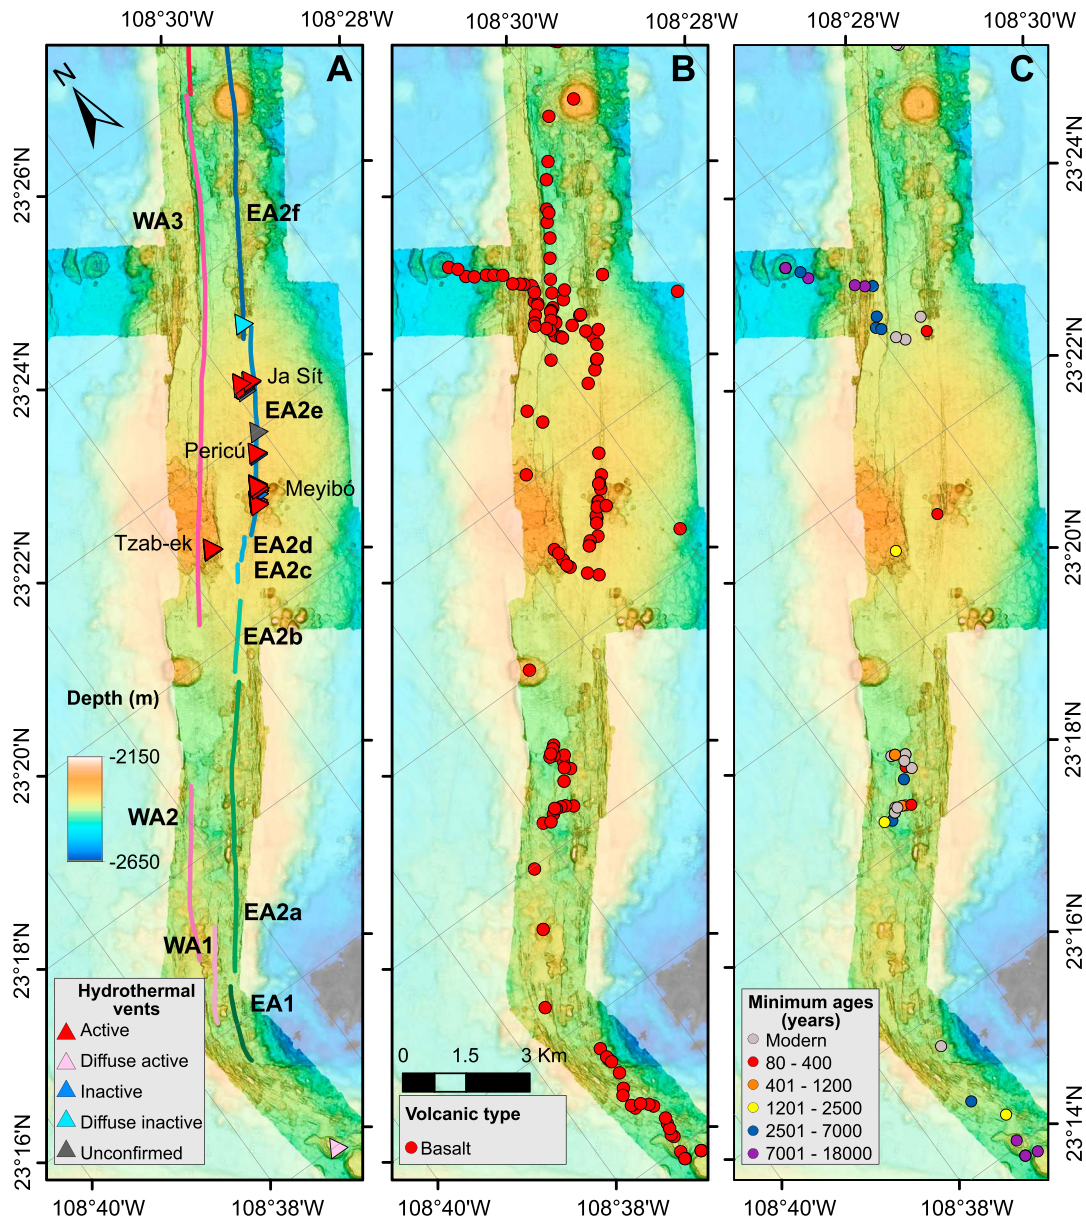 108°30'W
108°28'W
108°30'W
108°28'W
108°28'W
108°30'W
A
B
C
N
23°26'N
23°24'N
23°22'N
23°20'N
23°18'N
23°16'N
WA3
EA2f
Ja Sít
EA2e
Pericú
Meyibó
Tzab-ek
EA2d
EA2c
EA2b
Depth (m)
-2150
-2650
WA2
EA2a
WA1
EA1
Hydrothermal
vents
Active
Diffuse active
Inactive
Diffuse inactive
Unconfirmed
0 1.5 3 Km
Volcanic type
Basalt
Minimum ages
(years)
Modern
80 - 400
401 - 1200
1201 - 2500
2501 - 7000
7001 - 18000
23°24'N
23°22'N
23°20'N
23°18'N
23°16'N
23°14'N
108°40'W
108°38'W
108°40'W
108°38'W
108°40'W
108°38'W